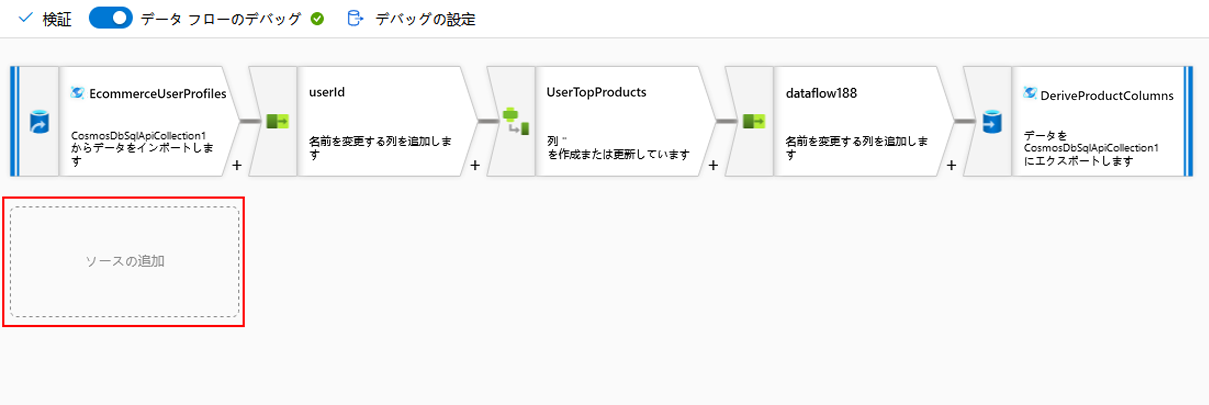 検証 データ フローのデバッグ デバッグの設定
EcommerceUserProfiles
CosmosDbSqlApiCollection1
からデータをインポートしま
す
+
userId
名前を変更する列を追加しま
す
+
UserTopProducts
列 ''
を作成または更新しています
+
dataflow188
名前を変更する列を追加しま
す
+
DeriveProductColumns
データを
CosmosDbSqlApiCollection1
にエクスポートします
ソースの追加